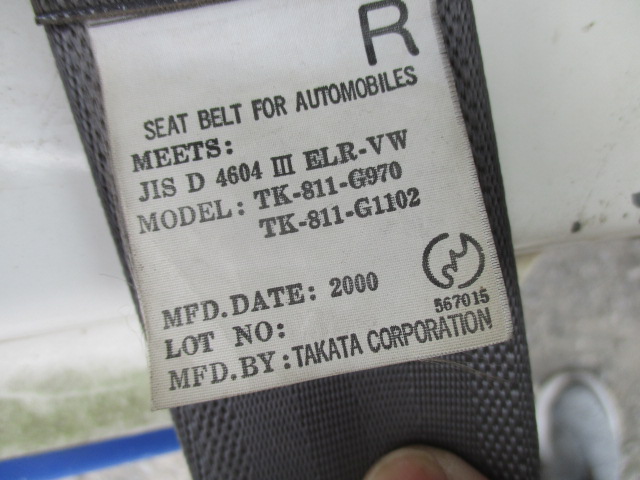 R
SEAT BELT FOR AUTOMOBILES
MEETS:
JIS D 4604 III ELR-VW
MODEL: TK-811-G970
TK-811-G1102
MFD.DATE: 2000
567015
LOT NO:
MFD.BY: TAKATA CORPORATION